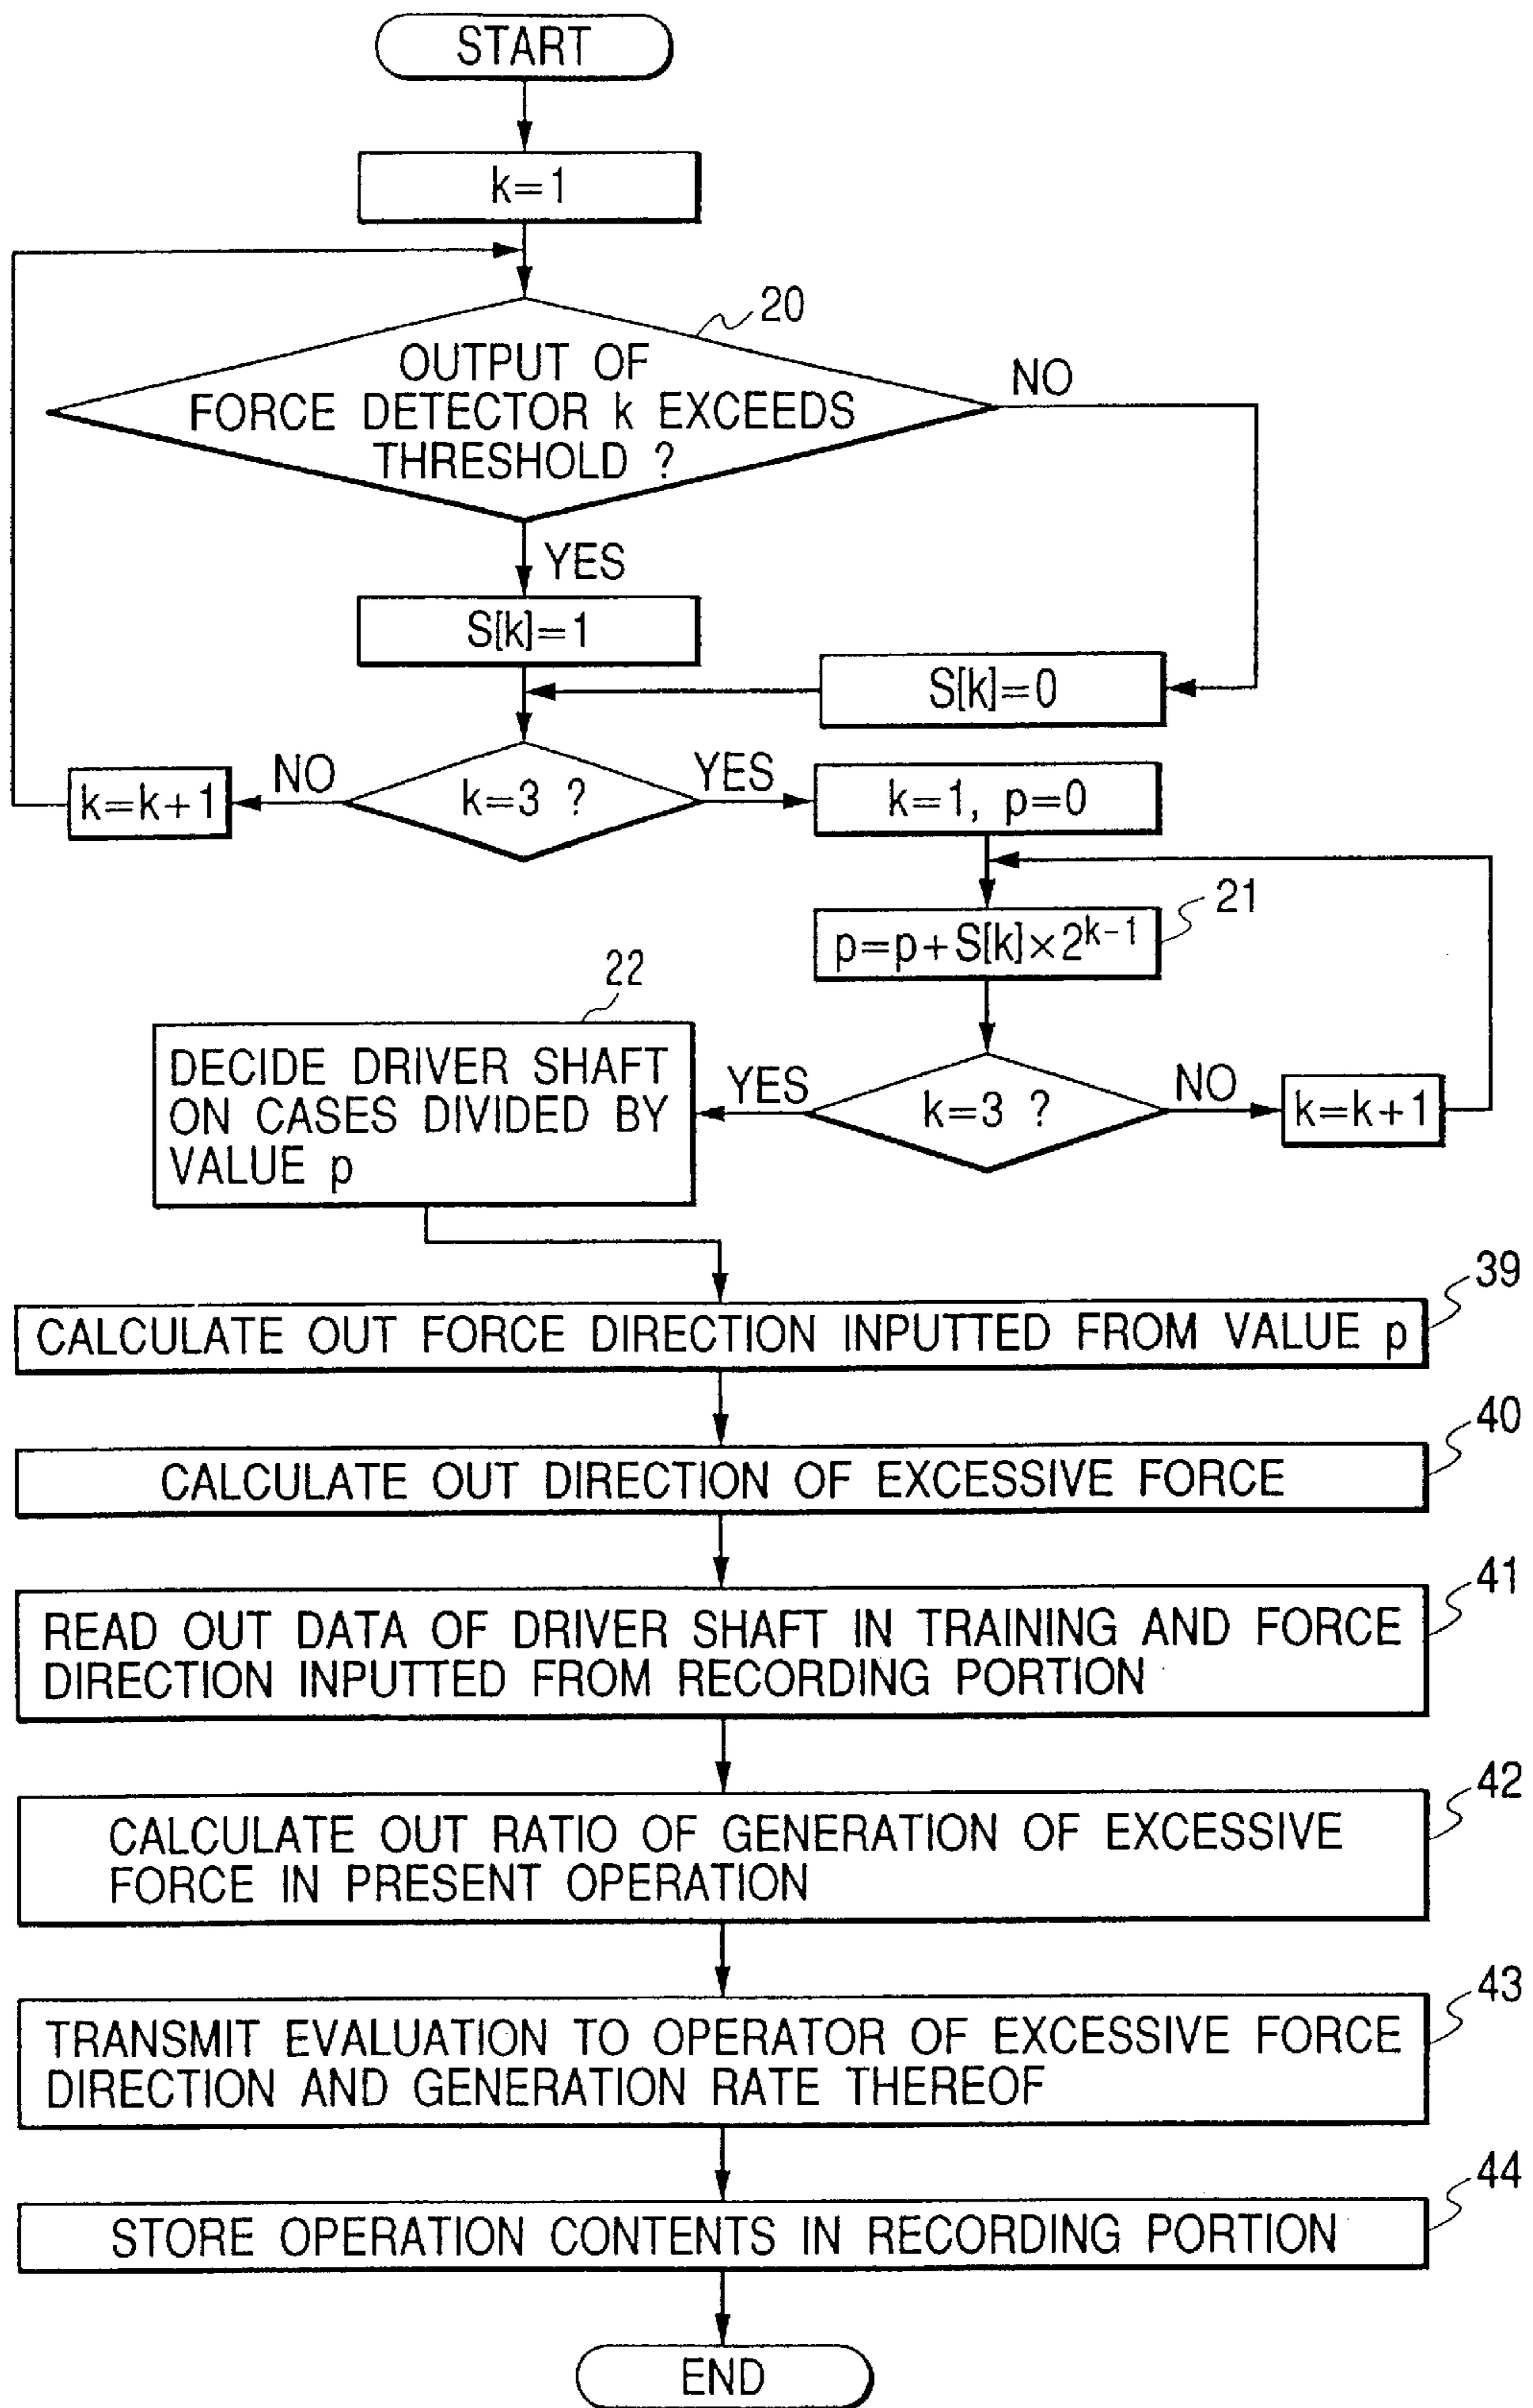 START
k=1
20
OUTPUT OF
FORCE DETECTOR k EXCEEDS
THRESHOLD ?
NO
YES
S[k]=1
S[k]=0
k=k+1
NO
k=3 ?
YES
k=1, p=0
21
p=p+S[k]×2^{k-1}
22
DECIDE DRIVER SHAFT
ON CASES DIVIDED BY
VALUE p
YES
k=3 ?
NO
k=k+1
39
CALCULATE OUT FORCE DIRECTION INPUTTED FROM VALUE p
40
CALCULATE OUT DIRECTION OF EXCESSIVE FORCE
41
READ OUT DATA OF DRIVER SHAFT IN TRAINING AND FORCE
DIRECTION INPUTTED FROM RECORDING PORTION
42
CALCULATE OUT RATIO OF GENERATION OF EXCESSIVE
FORCE IN PRESENT OPERATION
43
TRANSMIT EVALUATION TO OPERATOR OF EXCESSIVE FORCE
DIRECTION AND GENERATION RATE THEREOF
44
STORE OPERATION CONTENTS IN RECORDING PORTION
END